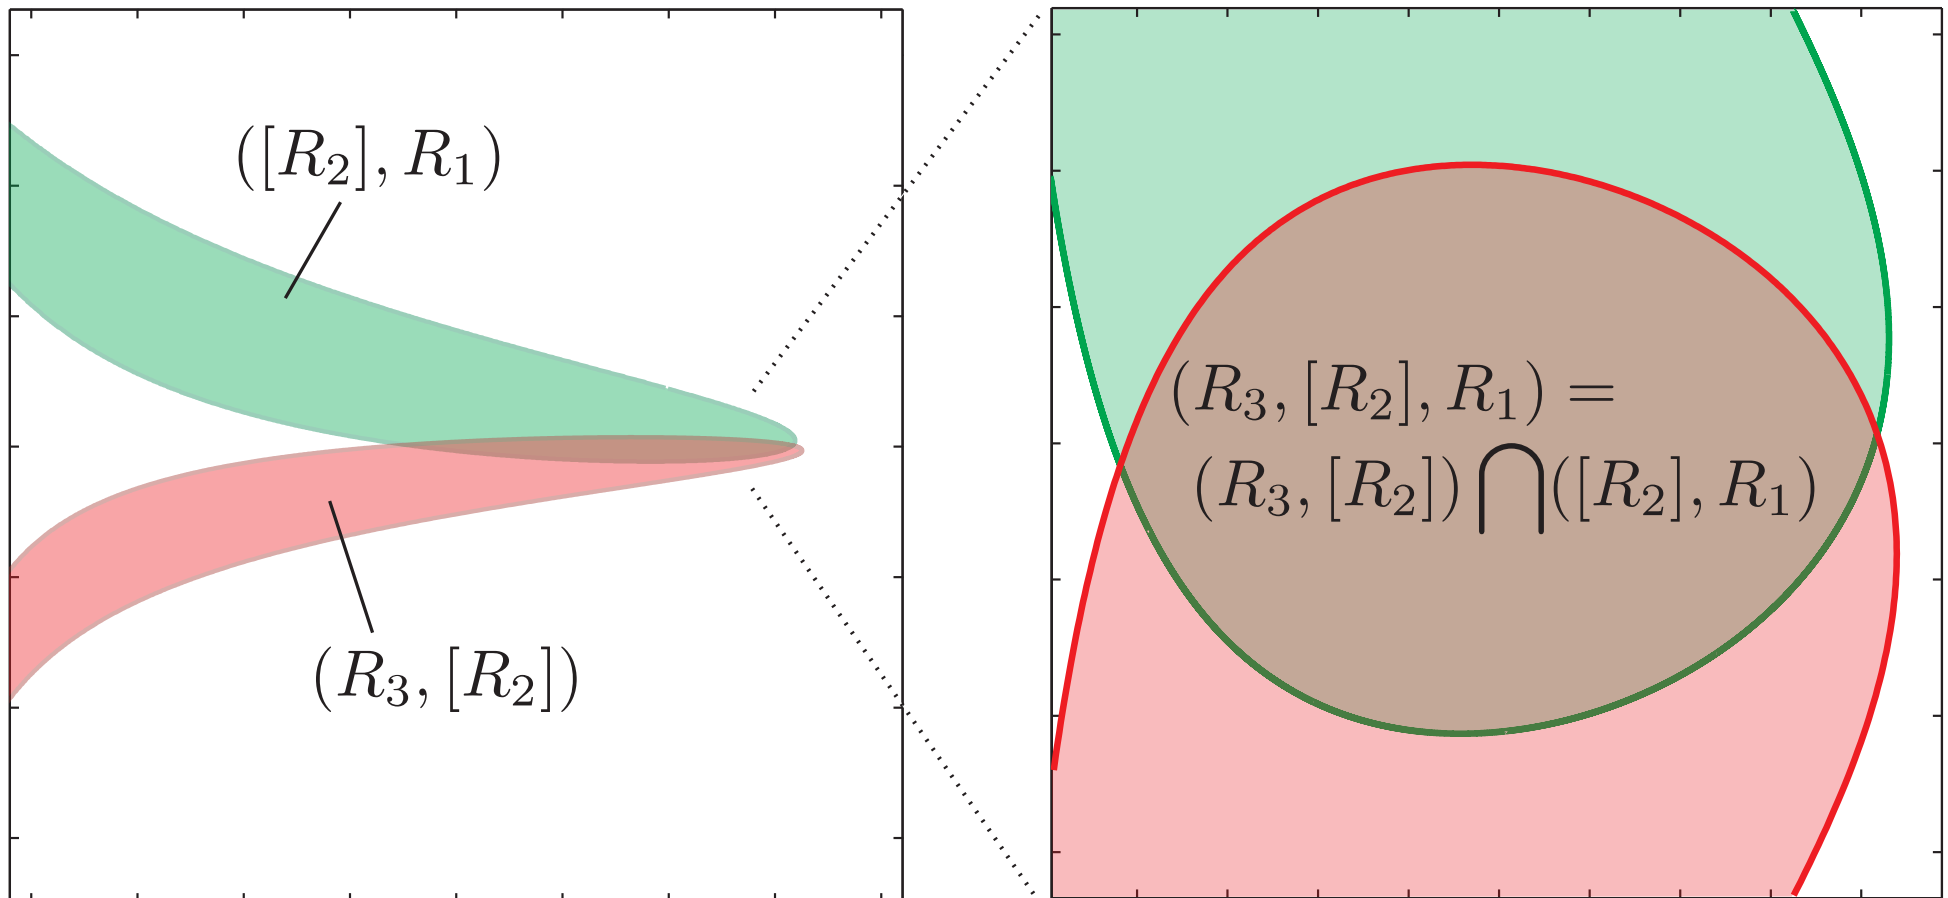 ([R₂], R₁)
(R₃, [R₂])
(R₃, [R₂], R₁) =
(R₃, [R₂]) ⋂ ([R₂], R₁)